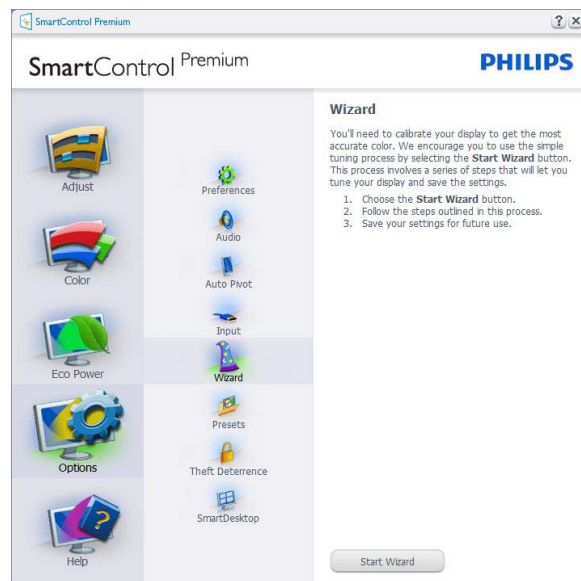 SmartControl Premium
SmartControl Premium
PHILIPS
Adjust
Color
Eco Power
Options
Help
Preferences
Audio
Auto Pivot
Input
Wizard
Presets
Theft Deterrence
SmartDesktop
Wizard
You'll need to calibrate your display to get the most
accurate color. We encourage you to use the simple
tuning process by selecting the Start Wizard button.
This process involves a series of steps that will let you
tune your display and save the settings.
1. Choose the Start Wizard button.
2. Follow the steps outlined in this process.
3. Save your settings for future use.
Start Wizard